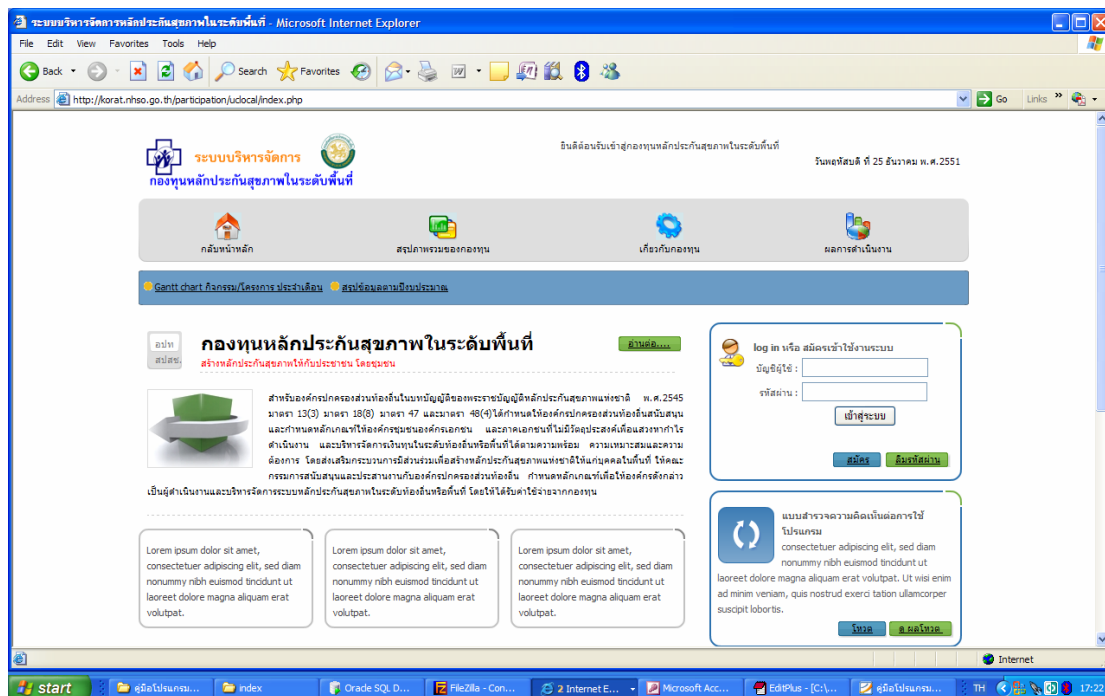 ระบบบริหารจัดการหลักประกันสุขภาพในระดับพื้นที่ - Microsoft Internet Explorer
File Edit View Favorites Tools Help
Back Search Favorites
Address http://korat.nhso.go.th/participation/uclocal/index.php Go Links »
ระบบบริหารจัดการ
กองทุนหลักประกันสุขภาพในระดับพื้นที่
ยินดีต้อนรับเข้าสู่กองทุนหลักประกันสุขภาพในระดับพื้นที่
วันพฤหัสบดี ที่ 25 ธันวาคม พ.ศ.2551
กลับหน้าหลัก สรุปภาพรวมของกองทุน เกี่ยวกับกองทุน ผลการดำเนินงาน
Gantt chart กิจกรรม/โครงการ ประจำเดือน สรุปข้อมูลตามปีงบประมาณ
อปท
สปสช.
กองทุนหลักประกันสุขภาพในระดับพื้นที่
อ่านต่อ....
สร้างหลักประกันสุขภาพให้กับประชาชน โดยชุมชน
สำหรับองค์กรปกครองส่วนท้องถิ่นในบทบัญญัติของพระราชบัญญัติหลักประกันสุขภาพแห่งชาติ พ.ศ.2545
มาตรา 13(3) มาตรา 18(8) มาตรา 47 และมาตรา 48(4)ได้กำหนดให้องค์กรปกครองส่วนท้องถิ่นสนับสนุน
และกำหนดหลักเกณฑ์ให้องค์กรชุมชนองค์กรเอกชน และภาคเอกชนที่ไม่มีวัตถุประสงค์เพื่อแสวงหากำไร
ดำเนินงาน และบริหารจัดการเงินทุนในระดับท้องถิ่นหรือพื้นที่ได้ตามความพร้อม ความเหมาะสมและความ
ต้องการ โดยส่งเสริมกระบวนการมีส่วนร่วมเพื่อสร้างหลักประกันสุขภาพแห่งชาติให้แก่บุคคลในพื้นที่ ให้คณะ
กรรมการสนับสนุนและประสานงานกับองค์กรปกครองส่วนท้องถิ่น กำหนดหลักเกณฑ์เพื่อให้องค์กรดังกล่าว
เป็นผู้ดำเนินงานและบริหารจัดการระบบหลักประกันสุขภาพในระดับท้องถิ่นหรือพื้นที่ โดยให้ได้รับค่าใช้จ่ายจากกองทุน
Lorem ipsum dolor sit amet,
consectetuer adipiscing elit, sed diam
nonummy nibh euismod tincidunt ut
laoreet dolore magna aliquam erat
volutpat.
Lorem ipsum dolor sit amet,
consectetuer adipiscing elit, sed diam
nonummy nibh euismod tincidunt ut
laoreet dolore magna aliquam erat
volutpat.
Lorem ipsum dolor sit amet,
consectetuer adipiscing elit, sed diam
nonummy nibh euismod tincidunt ut
laoreet dolore magna aliquam erat
volutpat.
log in หรือ สมัครเข้าใช้งานระบบ
บัญชีผู้ใช้ :
รหัสผ่าน :
เข้าสู่ระบบ
สมัคร ลืมรหัสผ่าน
แบบสำรวจความคิดเห็นต่อการใช้
โปรแกรม
consectetuer adipiscing elit, sed diam
nonummy nibh euismod tincidunt ut
laoreet dolore magna aliquam erat volutpat. Ut wisi enim
ad minim veniam, quis nostrud exerci tation ullamcorper
suscipit lobortis.
โหวด ดูผลโหวด
Internet
start คู่มือโปรแกรม... index Oracle SQL D... FileZilla - Con... 2 Internet E... Microsoft Acc... EditPlus - [C:\... คู่มือโปรแกรม... TH 17:22